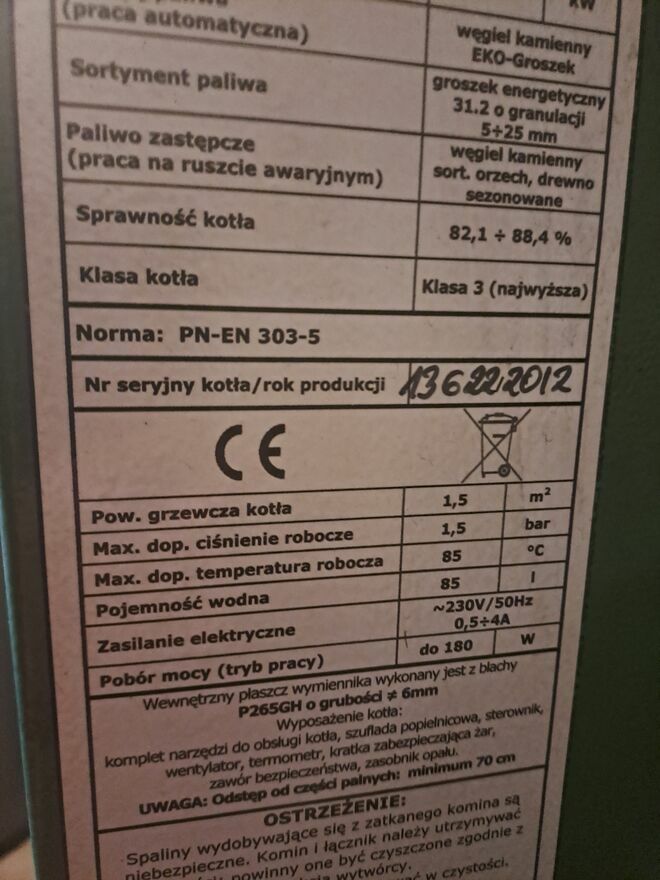 kW
(praca automatyczna)
węgiel kamienny
EKO-Groszek
Sortyment paliwa
groszek energetyczny
31.2 o granulacji
5÷25 mm
Paliwo zastępcze
(praca na ruszcie awaryjnym)
węgiel kamienny
sort. orzech, drewno
sezonowane
Sprawność kotła
82,1 ÷ 88,4 %
Klasa kotła
Klasa 3 (najwyższa)
Norma: PN-EN 303-5
Nr seryjny kotła/rok produkcji 13622/2012
CE
Pow. grzewcza kotła 1,5 m²
Max. dop. ciśnienie robocze 1,5 bar
Max. dop. temperatura robocza 85 °C
Pojemność wodna 85 l
Zasilanie elektryczne
~230V/50Hz
0,5÷4A
Pobór mocy (tryb pracy) do 180 W
Wewnętrzny płaszcz wymiennika wykonany jest z blachy
P265GH o grubości ≠ 6mm
Wyposażenie kotła:
komplet narzędzi do obsługi kotła, szuflada popielnicowa, sterownik,
wentylator, termometr, kratka zabezpieczająca żar,
zawór bezpieczeństwa, zasobnik opału.
UWAGA: Odstęp od części palnych: minimum 70 cm
OSTRZEŻENIE:
Spaliny wydobywające się z zatkanego komina są
niebezpieczne. Komin i łącznik należy utrzymywać
powinny one być czyszczone zgodnie z
wytwórcy.
w czystości.